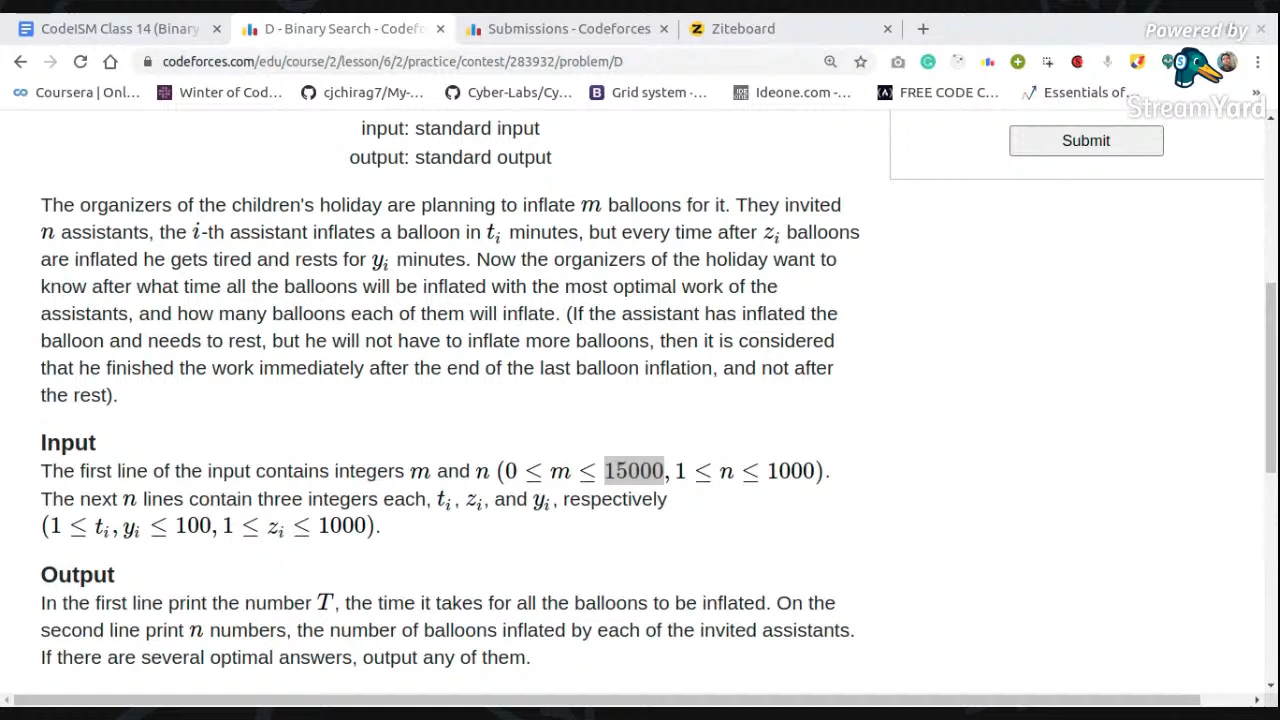 CodeISM Class 14 (Binary
D - Binary Search - Codefo
Submissions - Codeforces
Ziteboard
Powered by
codeforces.com/edu/course/2/lesson/6/2/practice/contest/283932/problem/D
Coursera | Onl...
Winter of Cod...
cjchirag7/My-...
Cyber-Labs/Cy...
Grid system ·...
Ideone.com -...
FREE CODE C...
Essentials of...
»
StreamYard
input: standard input
output: standard output
Submit
The organizers of the children's holiday are planning to inflate m balloons for it. They invited
n assistants, the i-th assistant inflates a balloon in tᵢ minutes, but every time after zᵢ balloons
are inflated he gets tired and rests for yᵢ minutes. Now the organizers of the holiday want to
know after what time all the balloons will be inflated with the most optimal work of the
assistants, and how many balloons each of them will inflate. (If the assistant has inflated the
balloon and needs to rest, but he will not have to inflate more balloons, then it is considered
that he finished the work immediately after the end of the last balloon inflation, and not after
the rest).
Input
The first line of the input contains integers m and n (0 ≤ m ≤ 15000, 1 ≤ n ≤ 1000).
The next n lines contain three integers each, tᵢ, zᵢ, and yᵢ, respectively
(1 ≤ tᵢ, yᵢ ≤ 100, 1 ≤ zᵢ ≤ 1000).
Output
In the first line print the number T, the time it takes for all the balloons to be inflated. On the
second line print n numbers, the number of balloons inflated by each of the invited assistants.
If there are several optimal answers, output any of them.